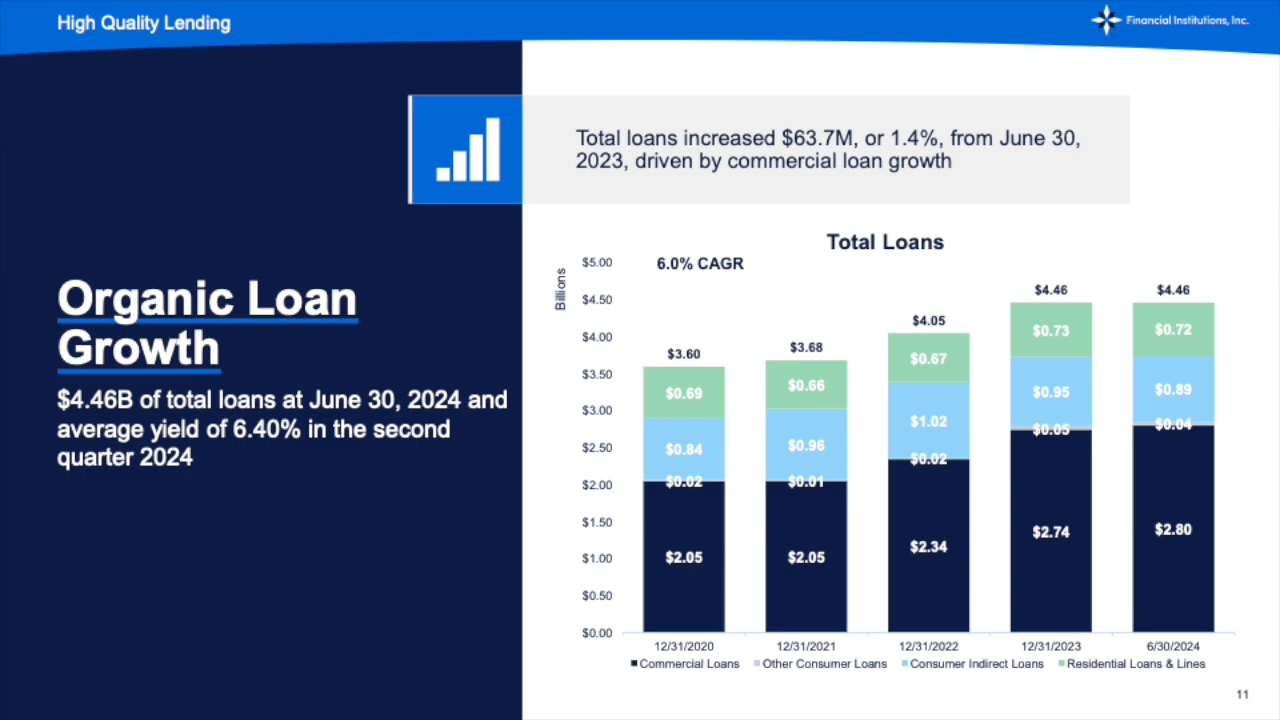 High Quality Lending
Financial Institutions, Inc.
Total loans increased $63.7M, or 1.4%, from June 30,
2023, driven by commercial loan growth
Organic Loan
Growth
$4.46B of total loans at June 30, 2024 and
average yield of 6.40% in the second
quarter 2024
Total Loans
6.0% CAGR
Billions
$5.00
$4.50
$4.00
$3.50
$3.00
$2.50
$2.00
$1.50
$1.00
$0.50
$0.00
$3.60
$0.69
$0.84
$0.02
$2.05
$3.68
$0.66
$0.96
$0.01
$2.05
$4.05
$0.67
$1.02
$0.02
$2.34
$4.46
$0.73
$0.95
$0.05
$2.74
$4.46
$0.72
$0.89
$0.04
$2.80
12/31/2020 12/31/2021 12/31/2022 12/31/2023 6/30/2024
Commercial Loans Other Consumer Loans Consumer Indirect Loans Residential Loans & Lines
11